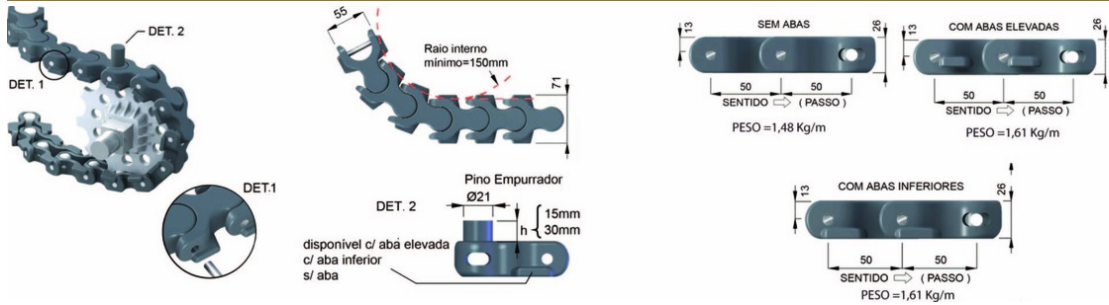 DET. 2
DET. 1
DET.1
55
Raio interno
mínimo=150mm
71
Pino Empurrador
DET. 2
Ø21
h
15mm
30mm
disponível c/ aba elevada
c/ aba inferior
s/ aba
SEM ABAS
13
26
50
50
SENTIDO ⇨ ( PASSO )
PESO =1,48 Kg/m
COM ABAS ELEVADAS
13
26
50
50
SENTIDO ⇨ ( PASSO )
PESO =1,61 Kg/m
COM ABAS INFERIORES
13
26
50
50
SENTIDO ⇨ ( PASSO )
PESO =1,61 Kg/m